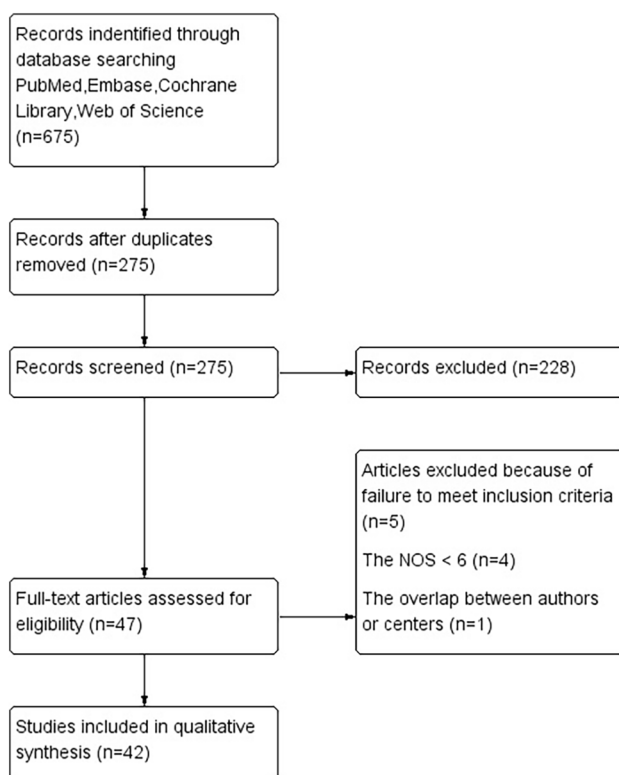 Records indentified through
database searching
PubMed,Embase,Cochrane
Library,Web of Science
(n=675)
Records after duplicates
removed (n=275)
Records screened (n=275)
Records excluded (n=228)
Articles excluded because of
failure to meet inclusion criteria
(n=5)
The NOS < 6 (n=4)
The overlap between authors
or centers (n=1)
Full-text articles assessed for
eligibility (n=47)
Studies included in qualitative
synthesis (n=42)